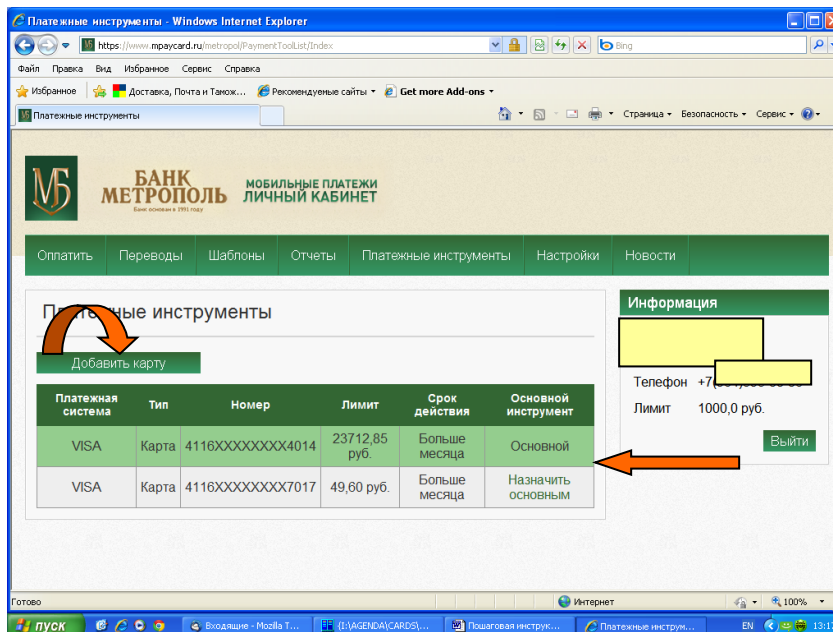 Платежные инструменты - Windows Internet Explorer
https://www.mpaycard.ru/metropol/PaymentToolList/Index
Bing
Файл Правка Вид Избранное Сервис Справка
Избранное Доставка, Почта и Тамож... Рекомендуемые сайты Get more Add-ons
Платежные инструменты
Страница Безопасность Сервис
МБ
БАНК
МЕТРОПОЛЬ
Банк основан в 1991 году
МОБИЛЬНЫЕ ПЛАТЕЖИ
ЛИЧНЫЙ КАБИНЕТ
Оплатить Переводы Шаблоны Отчеты Платежные инструменты Настройки Новости
Платежные инструменты
Добавить карту
Платежная система Тип Номер Лимит Срок действия Основной инструмент
VISA Карта 4116XXXXXXXX4014 23712,85 руб. Больше месяца Основной
VISA Карта 4116XXXXXXXX7017 49,60 руб. Больше месяца Назначить основным
Информация
Телефон +7(
Лимит 1000,0 руб.
Выйти
Готово Интернет 100%
пуск Входящие - Mozilla T... (I:\AGENDA\CARDS\... Пошаговая инструк... Платежные инструм... EN 13:17